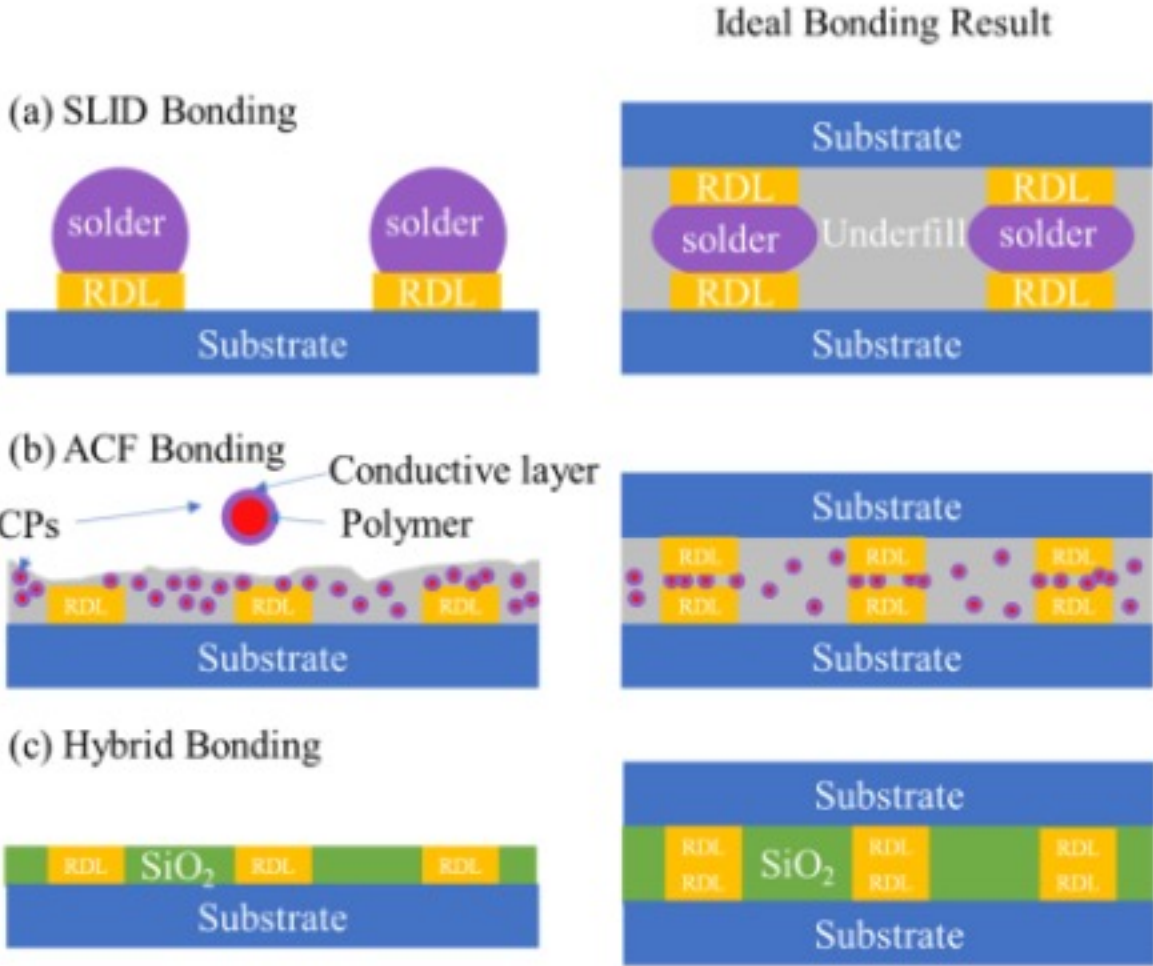 Ideal Bonding Result
(a) SLID Bonding
solder
solder
RDL
RDL
Substrate
Substrate
RDL
RDL
solder
Underfill
solder
RDL
RDL
Substrate
(b) ACF Bonding
Conductive layer
CPs
Polymer
RDL
RDL
RDL
Substrate
Substrate
RDL
RDL
RDL
RDL
RDL
RDL
Substrate
(c) Hybrid Bonding
RDL
SiO₂
RDL
RDL
Substrate
Substrate
RDL
RDL
RDL
SiO₂
RDL
RDL
RDL
Substrate